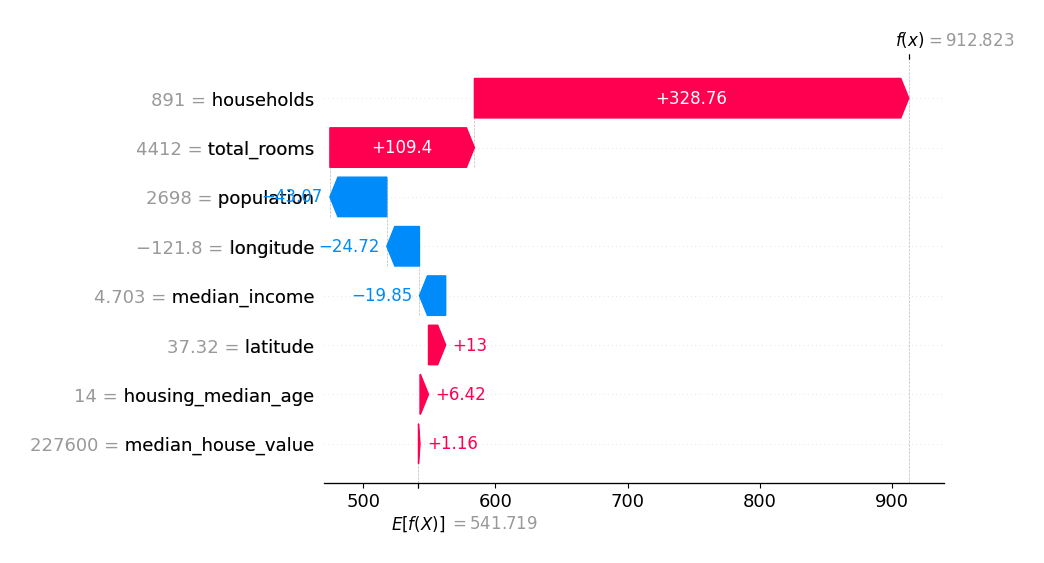 f(x) = 912.823
891 = households
+328.76
4412 = total_rooms
+109.4
2698 = population
−43.07
−121.8 = longitude
−24.72
4.703 = median_income
−19.85
37.32 = latitude
+13
14 = housing_median_age
+6.42
227600 = median_house_value
+1.16
500 600 700 800 900
E[f(X)] = 541.719